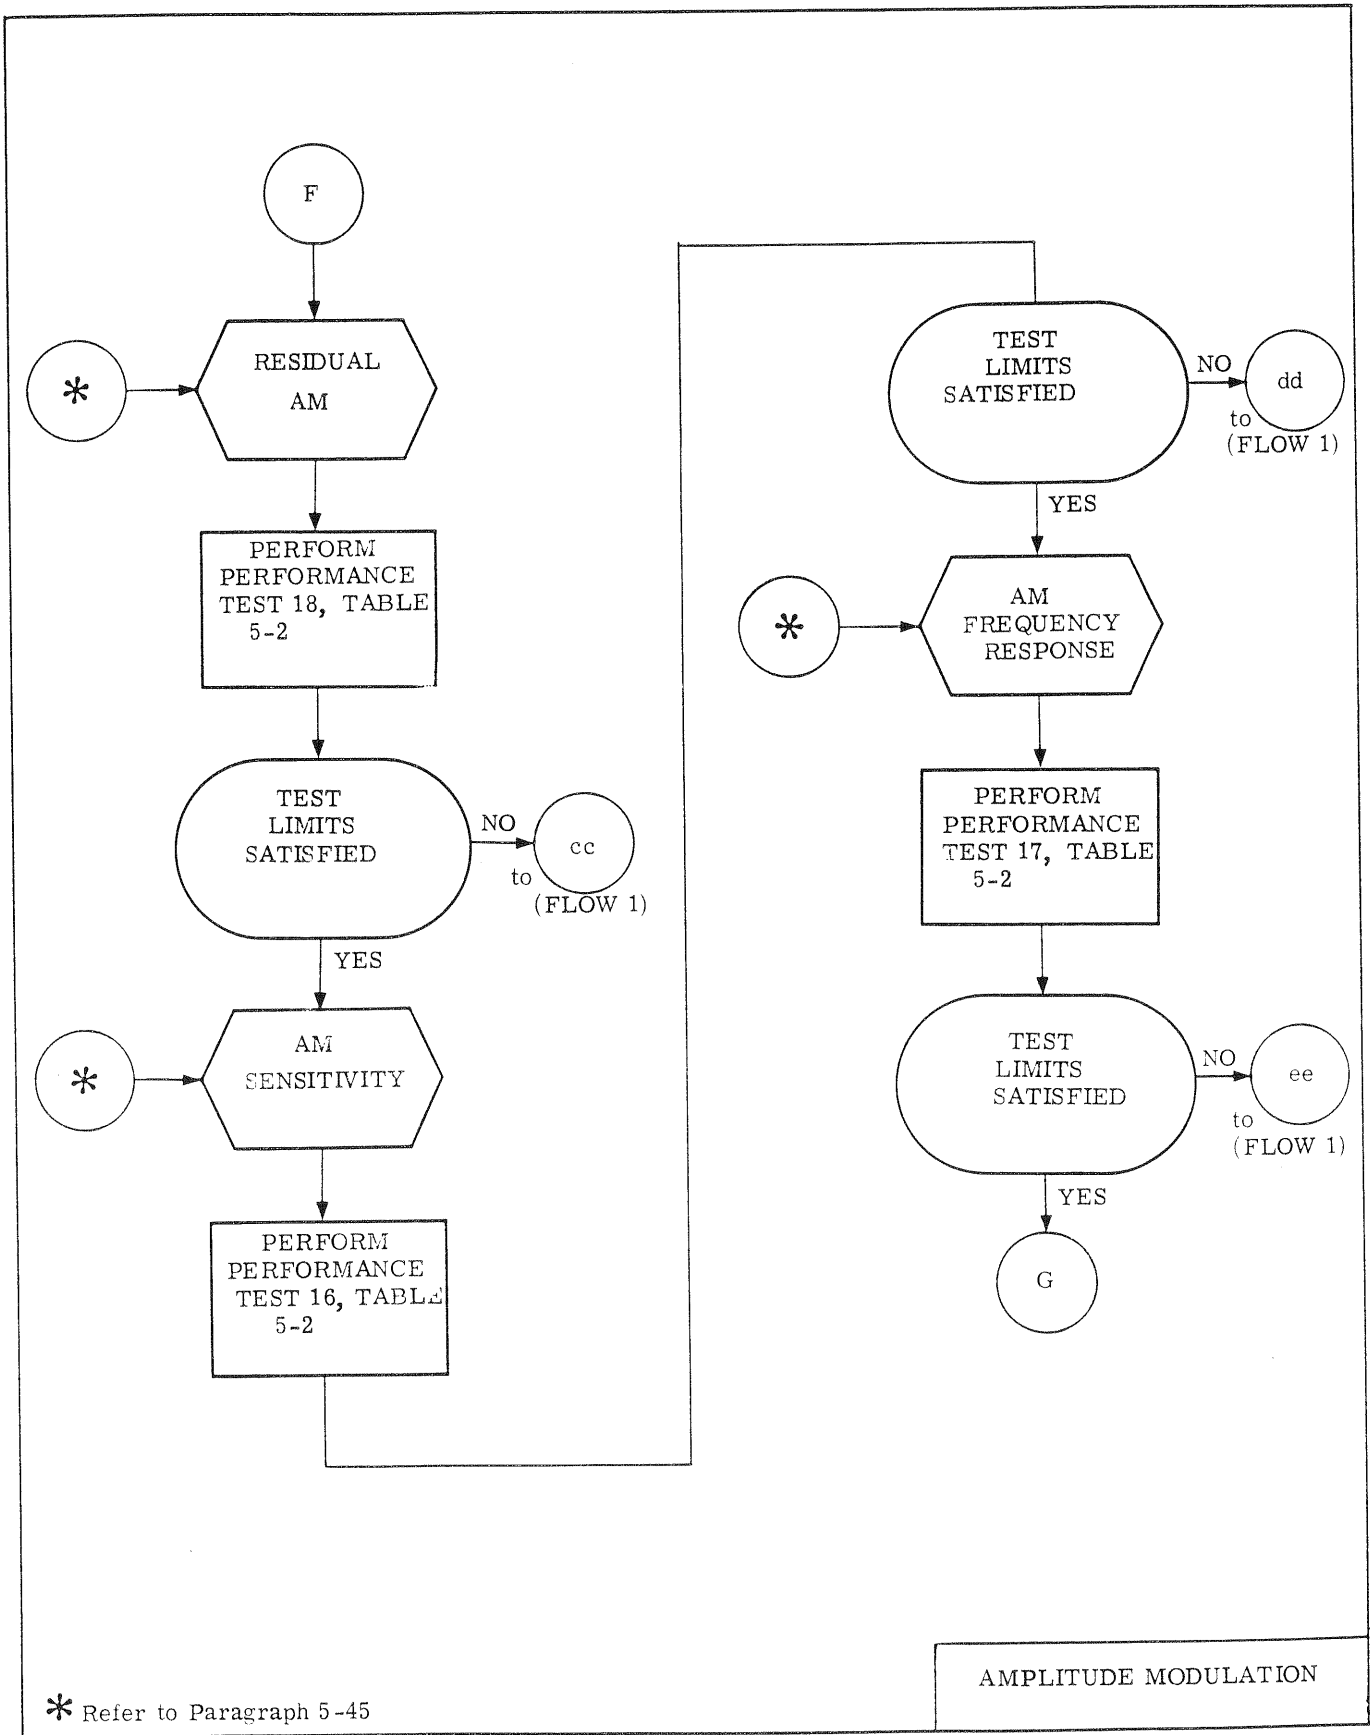 F
*
RESIDUAL
AM
PERFORM
PERFORMANCE
TEST 18, TABLE
5-2
TEST
LIMITS
SATISFIED
NO
cc
to
(FLOW 1)
YES
*
AM
SENSITIVITY
PERFORM
PERFORMANCE
TEST 16, TABLE
5-2
TEST
LIMITS
SATISFIED
NO
dd
to
(FLOW 1)
YES
*
AM
FREQUENCY
RESPONSE
PERFORM
PERFORMANCE
TEST 17, TABLE
5-2
TEST
LIMITS
SATISFIED
NO
ee
to
(FLOW 1)
YES
G
* Refer to Paragraph 5-45
AMPLITUDE MODULATION